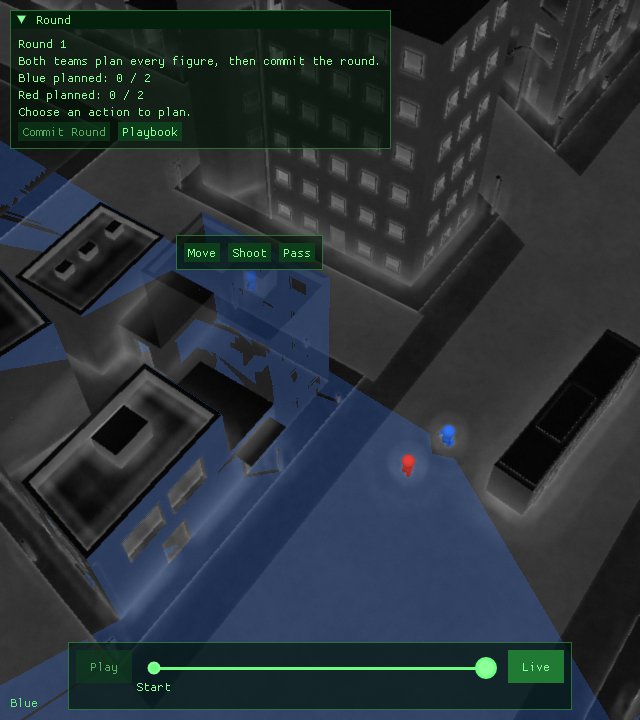 Round
Round 1
Both teams plan every figure, then commit the round.
Blue planned: 0 / 2
Red planned: 0 / 2
Choose an action to plan.
Commit Round Playbook
Move Shoot Pass
Play Live
Start
Blue